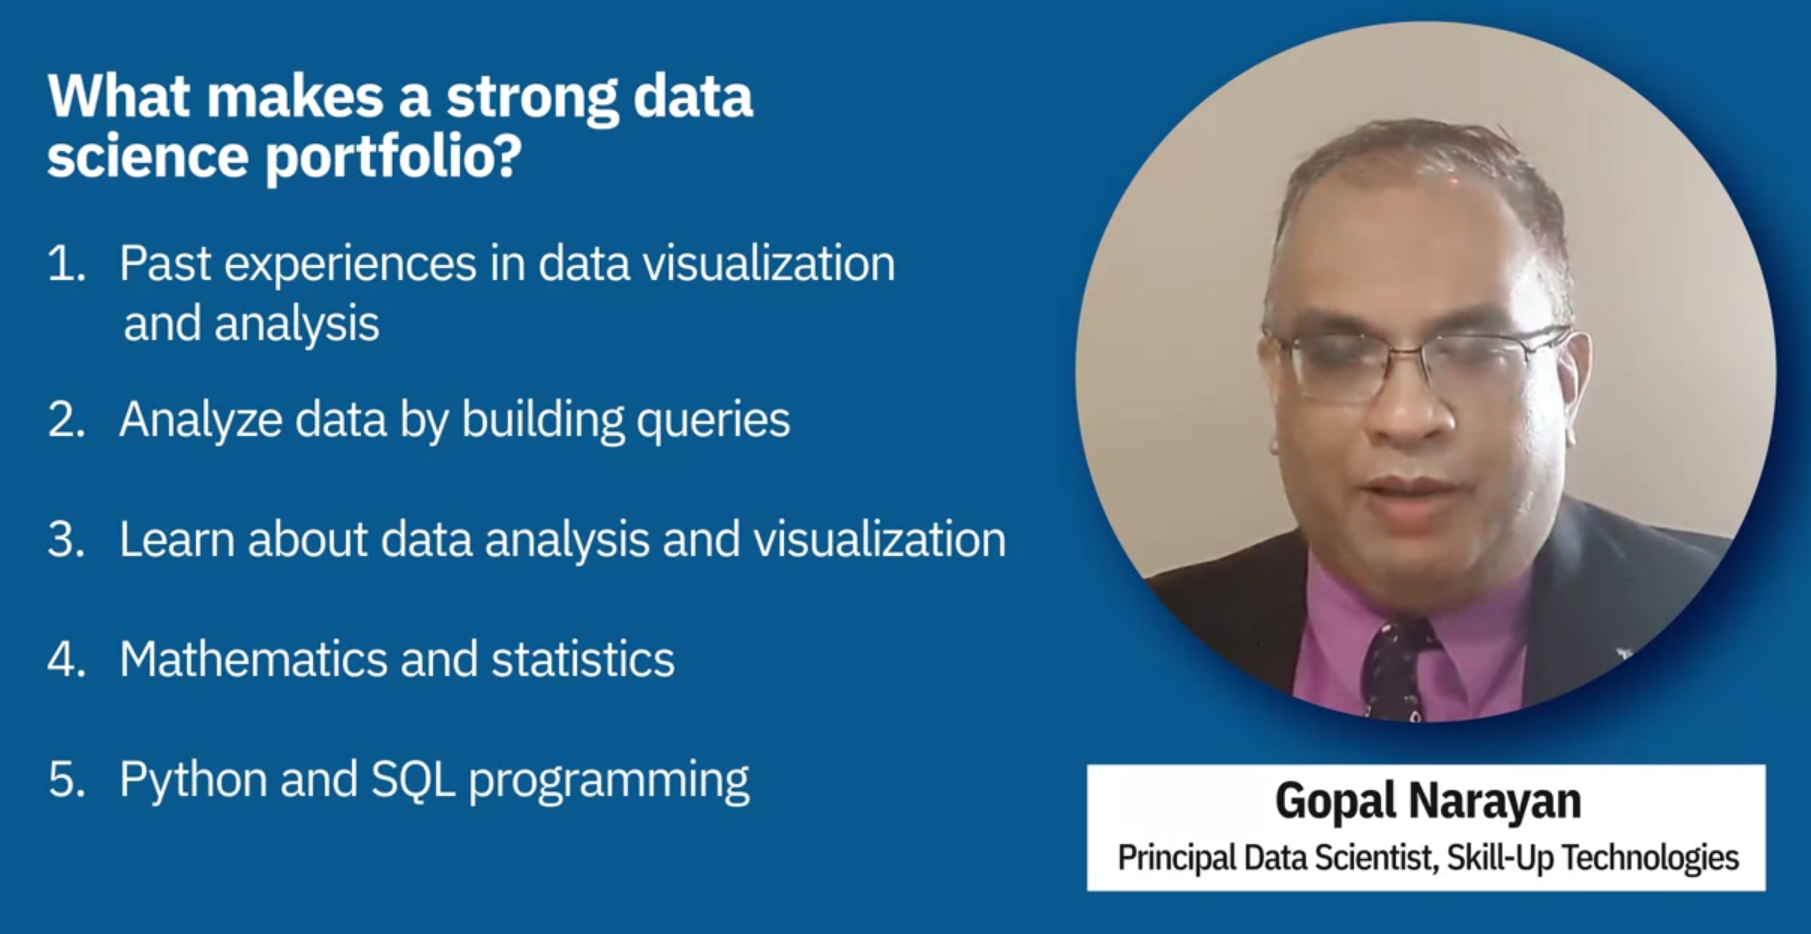 What makes a strong data
science portfolio?
1. Past experiences in data visualization
and analysis
2. Analyze data by building queries
3. Learn about data analysis and visualization
4. Mathematics and statistics
5. Python and SQL programming
Gopal Narayan
Principal Data Scientist, Skill-Up Technologies